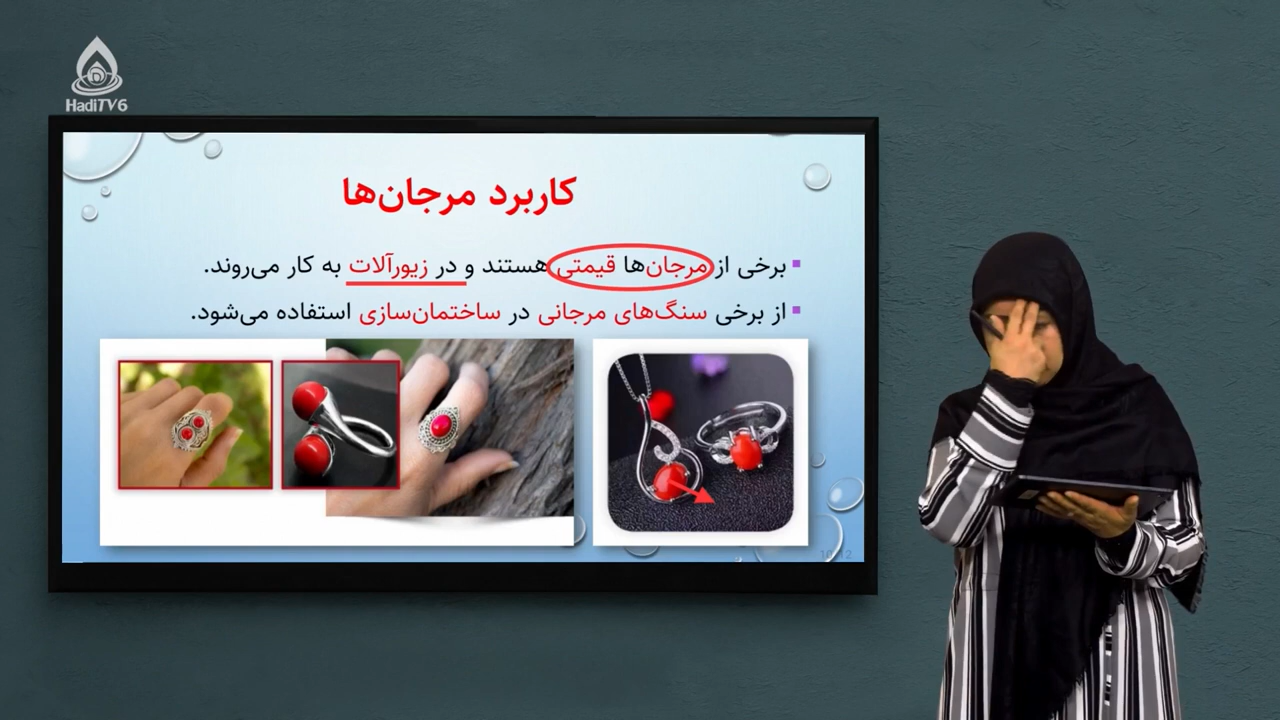 HadiTV6
کاربرد مرجان‌ها
برخی از مرجان‌ها قیمتی هستند و در زیورآلات به کار می‌روند.
از برخی سنگ‌های مرجانی در ساختمان‌سازی استفاده می‌شود.